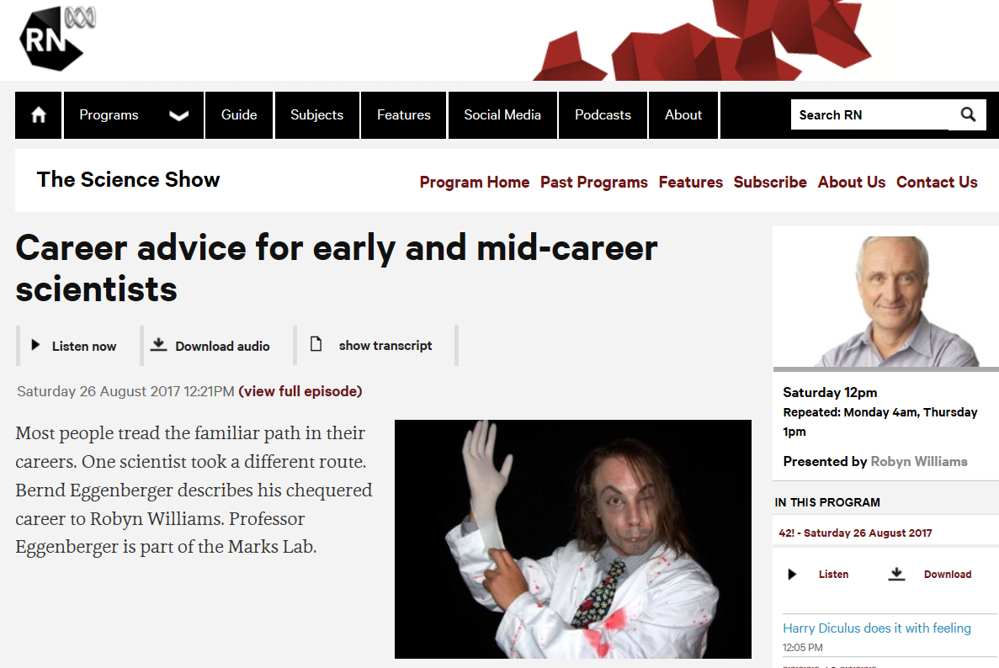 RN
Programs
Guide
Subjects
Features
Social Media
Podcasts
About
Search RN
The Science Show
Program Home
Past Programs
Features
Subscribe
About Us
Contact Us
Career advice for early and mid-career
scientists
Listen now
Download audio
show transcript
Saturday 26 August 2017 12:21PM (view full episode)
Most people tread the familiar path in their
careers. One scientist took a different route.
Bernd Eggenberger describes his chequered
career to Robyn Williams. Professor
Eggenberger is part of the Marks Lab.
Saturday 12pm
Repeated: Monday 4am, Thursday
1pm
Presented by Robyn Williams
IN THIS PROGRAM
42! - Saturday 26 August 2017
Listen
Download
Harry Diculus does it with feeling
12:05 PM